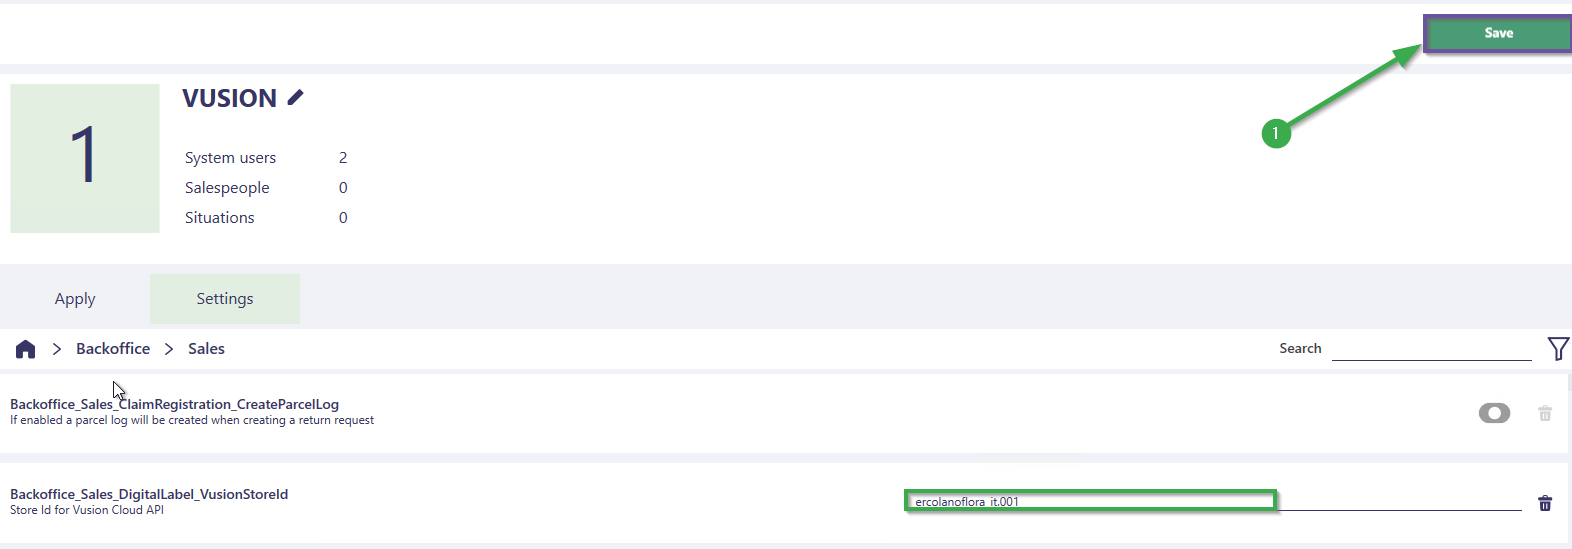 Save
1
1
VUSION
System users 2
Salespeople 0
Situations 0
Apply Settings
Backoffice > Sales Search
Backoffice_Sales_ClaimRegistration_CreateParcelLog
If enabled a parcel log will be created when creating a return request
Backoffice_Sales_DigitalLabel_VusionStoreId
Store Id for Vusion Cloud API
ercolanoflora_it.001